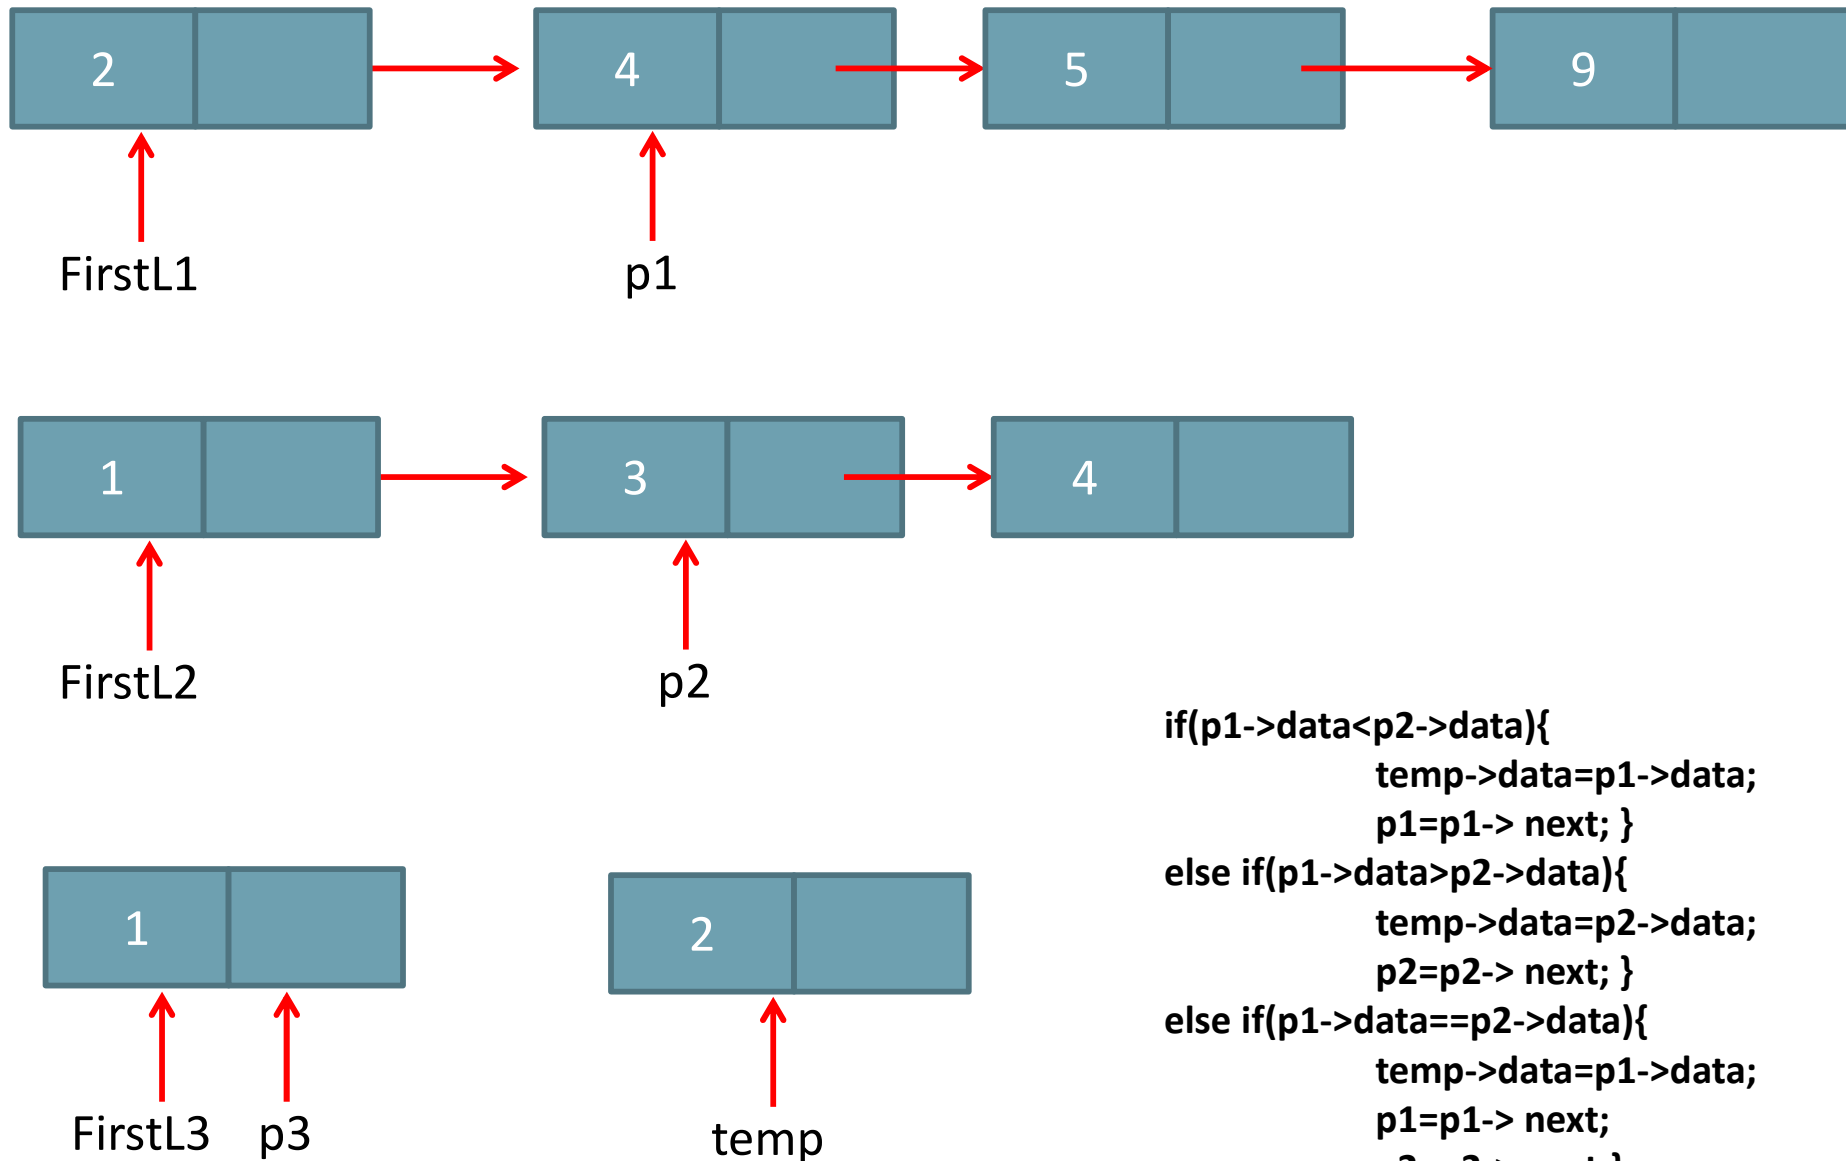 2 4 5 9
FirstL1 p1
1 3 4
FirstL2 p2
if(p1->data<p2->data){
temp->data=p1->data;
p1=p1-> next; }
else if(p1->data>p2->data){
temp->data=p2->data;
p2=p2-> next; }
else if(p1->data==p2->data){
temp->data=p1->data;
p1=p1-> next;
1 2
FirstL3 p3 temp